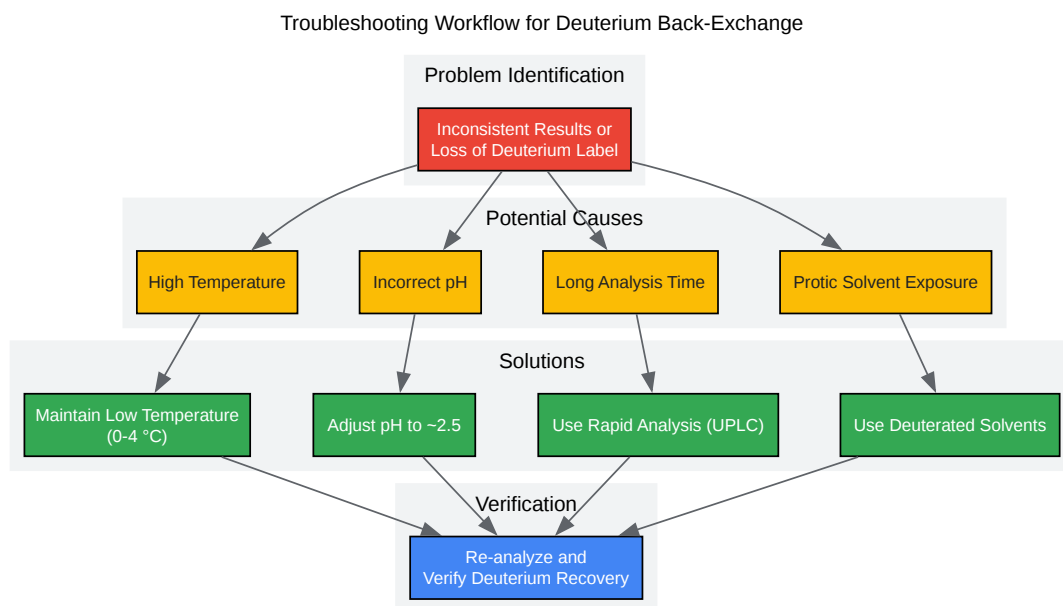 Troubleshooting Workflow for Deuterium Back-Exchange
Problem Identification
Inconsistent Results or
Loss of Deuterium Label
Potential Causes
High Temperature
Incorrect pH
Long Analysis Time
Protic Solvent Exposure
Solutions
Maintain Low Temperature
(0-4 °C)
Adjust pH to ~2.5
Use Rapid Analysis (UPLC)
Use Deuterated Solvents
Verification
Re-analyze and
Verify Deuterium Recovery